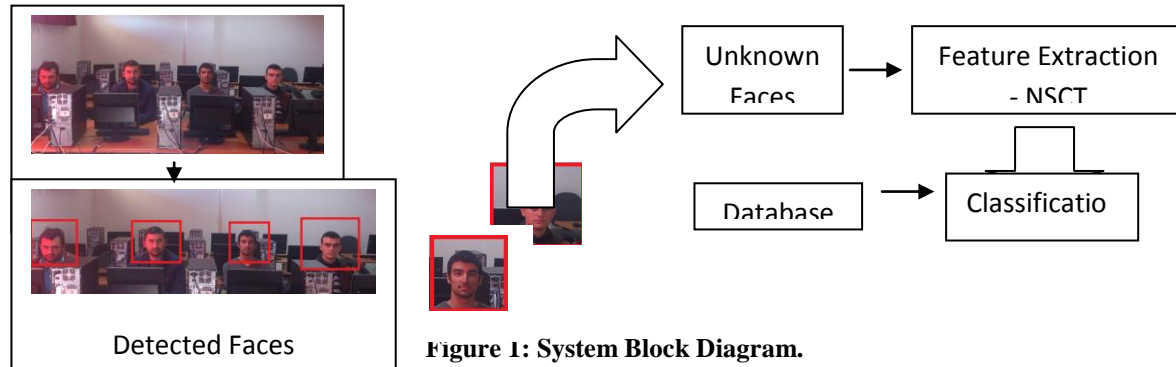 Unknown
Faces
Feature Extraction
- NSCT
Database
Classificatio
Detected Faces
Figure 1: System Block Diagram.